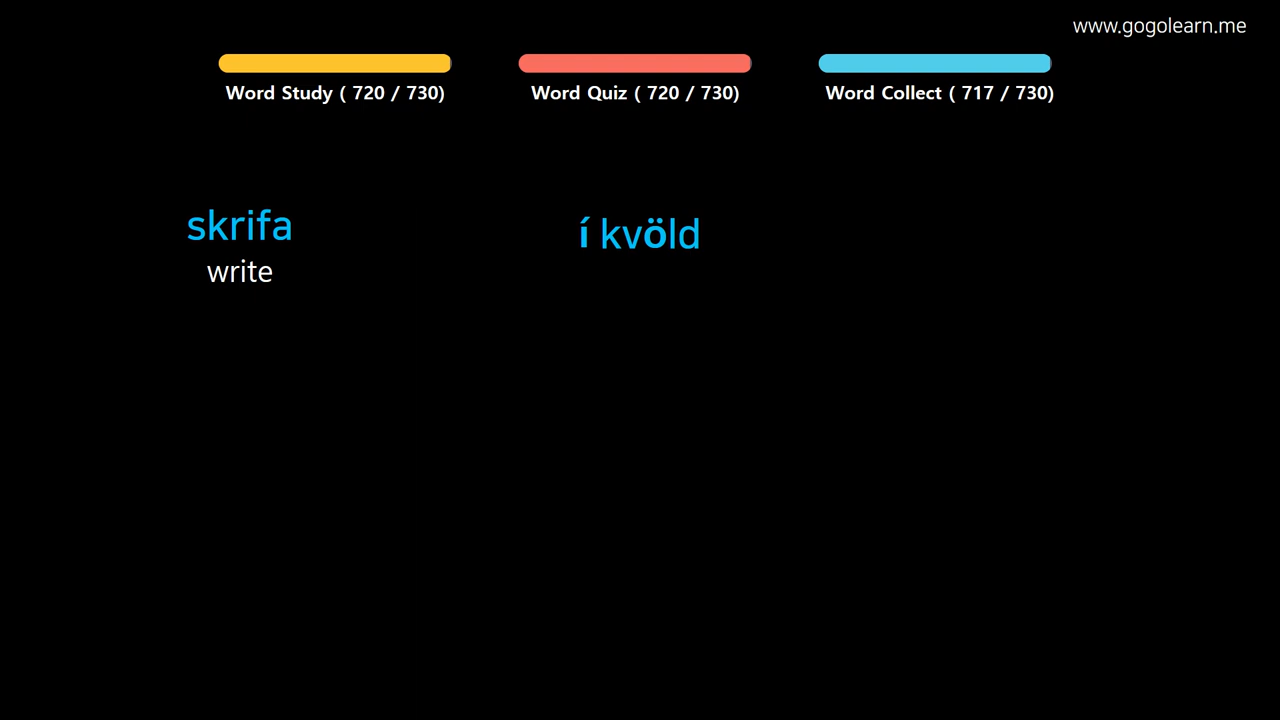 www.gogolearn.me
Word Study ( 720 / 730)
Word Quiz ( 720 / 730)
Word Collect ( 717 / 730)
skrifa
write
í kvöld